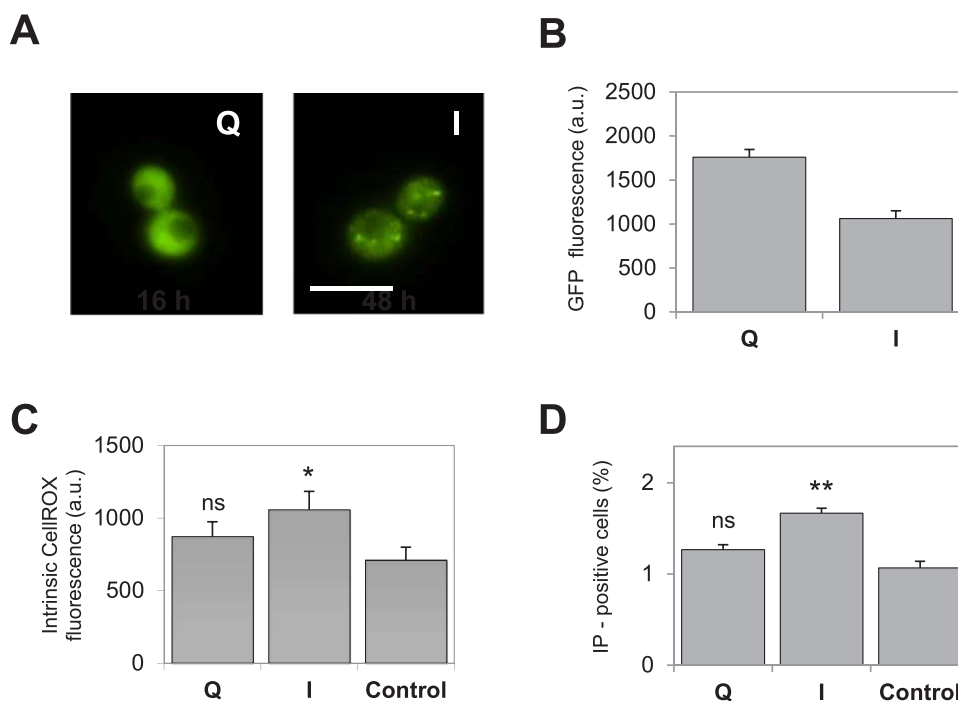 A
B
Q
I
16 h
48 h
GFP fluorescence (a.u.)
2500
2000
1500
1000
500
0
Q
I
C
D
Intrinsic CellROX
fluorescence (a.u.)
1500
1000
500
0
ns
*
Q
I
Control
IP - positive cells (%)
2
1
0
ns
**
Q
I
Control